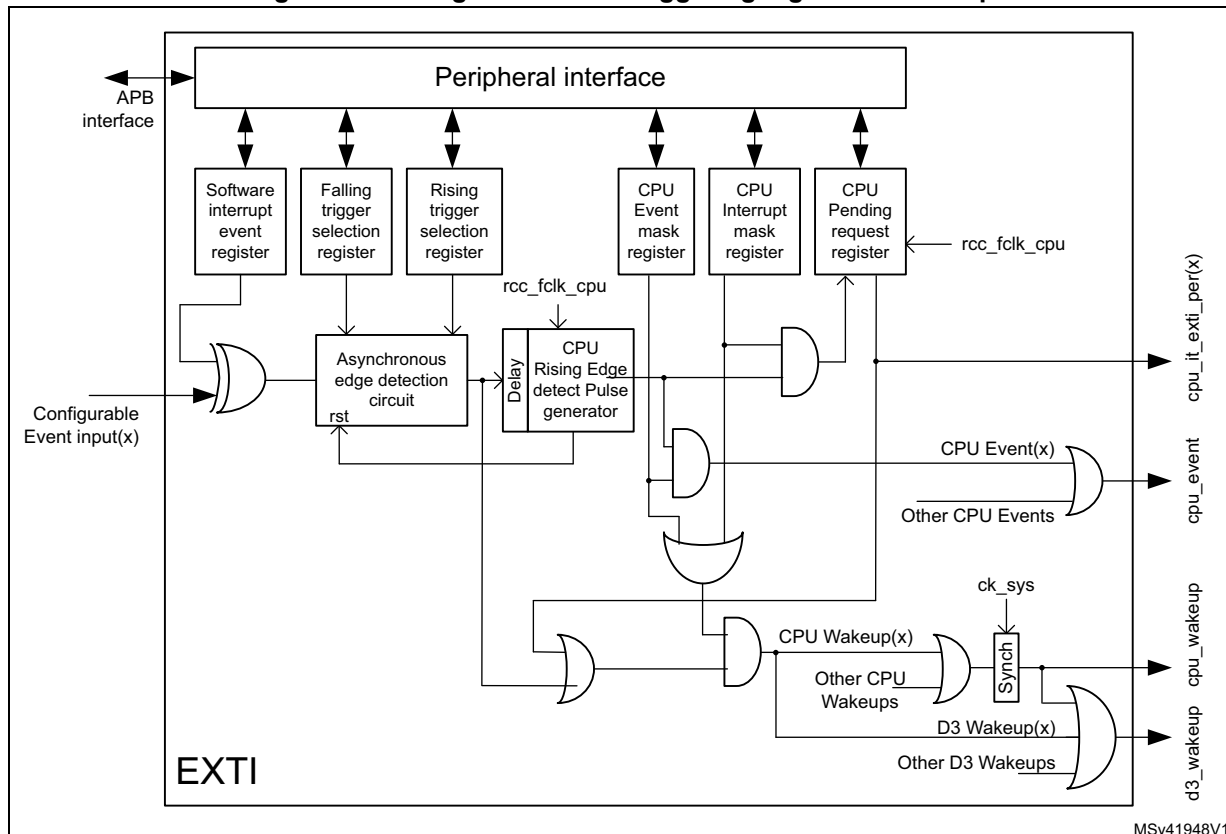 Peripheral interface
APB
interface
Software
interrupt
event
register
Falling
trigger
selection
register
Rising
trigger
selection
register
CPU
Event
mask
register
CPU
Interrupt
mask
register
CPU
Pending
request
register
rcc_fclk_cpu
rcc_fclk_cpu
cpu_it_exti_per(x)
Asynchronous
edge detection
circuit
rst
Delay
CPU
Rising Edge
detect Pulse
generator
Configurable
Event input(x)
CPU Event(x)
Other CPU Events
cpu_event
ck_sys
CPU Wakeup(x)
Other CPU
Wakeups
Synch
cpu_wakeup
D3 Wakeup(x)
Other D3 Wakeups
d3_wakeup
EXTI
MSv41948V1